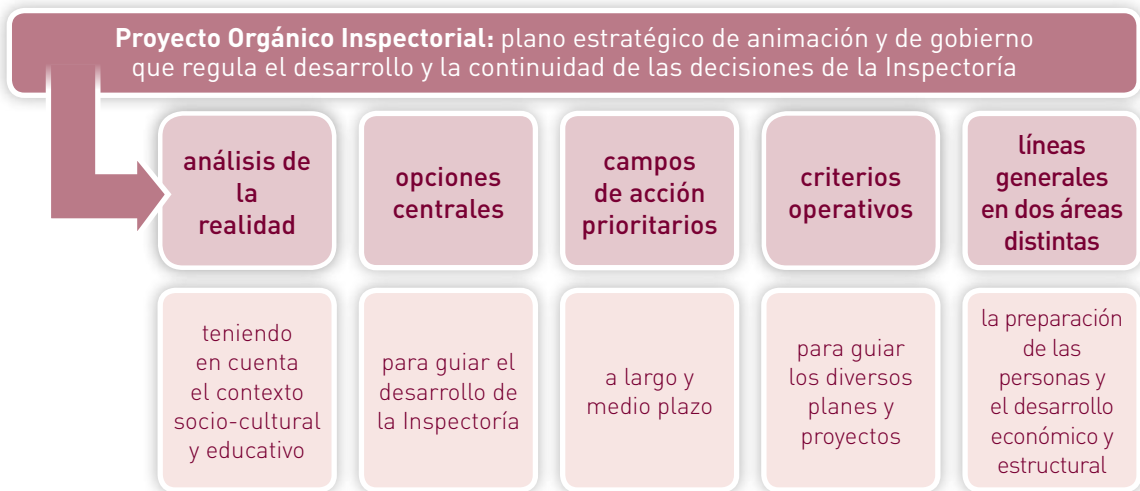 Proyecto Orgánico Inspectorial: plano estratégico de animación y de gobierno
que regula el desarrollo y la continuidad de las decisiones de la Inspectoría
análisis de
la
realidad
opciones
centrales
campos
de acción
prioritarios
criterios
operativos
líneas
generales
en dos áreas
distintas
teniendo
en cuenta
el contexto
socio-cultural
y educativo
para guiar el
desarrollo de
la Inspectoría
a largo y
medio plazo
para guiar
los diversos
planes y
proyectos
la preparación
de las
personas y
el desarrollo
económico y
estructural